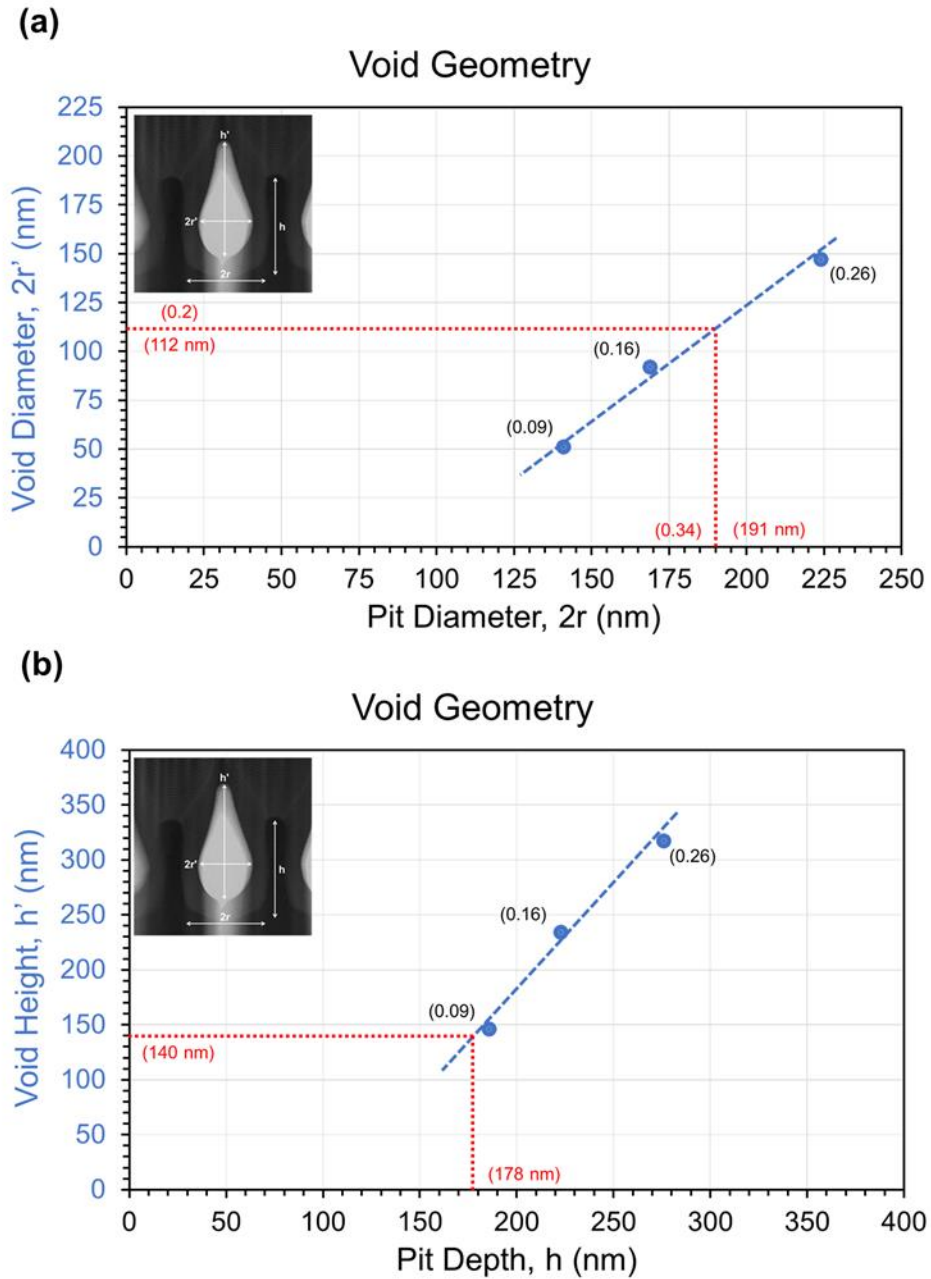 (a)
Void Geometry
Void Diameter, 2r' (nm)
225
200
175
150
125
100
75
50
25
0
h'
2r'
h
2r
(0.2)
(112 nm)
(0.09)
(0.16)
(0.26)
(0.34)
(191 nm)
0 25 50 75 100 125 150 175 200 225 250
Pit Diameter, 2r (nm)
(b)
Void Geometry
Void Height, h' (nm)
400
350
300
250
200
150
100
50
0
h'
2r'
h
2r
(0.09)
(0.16)
(0.26)
(140 nm)
(178 nm)
0 50 100 150 200 250 300 350 400
Pit Depth, h (nm)